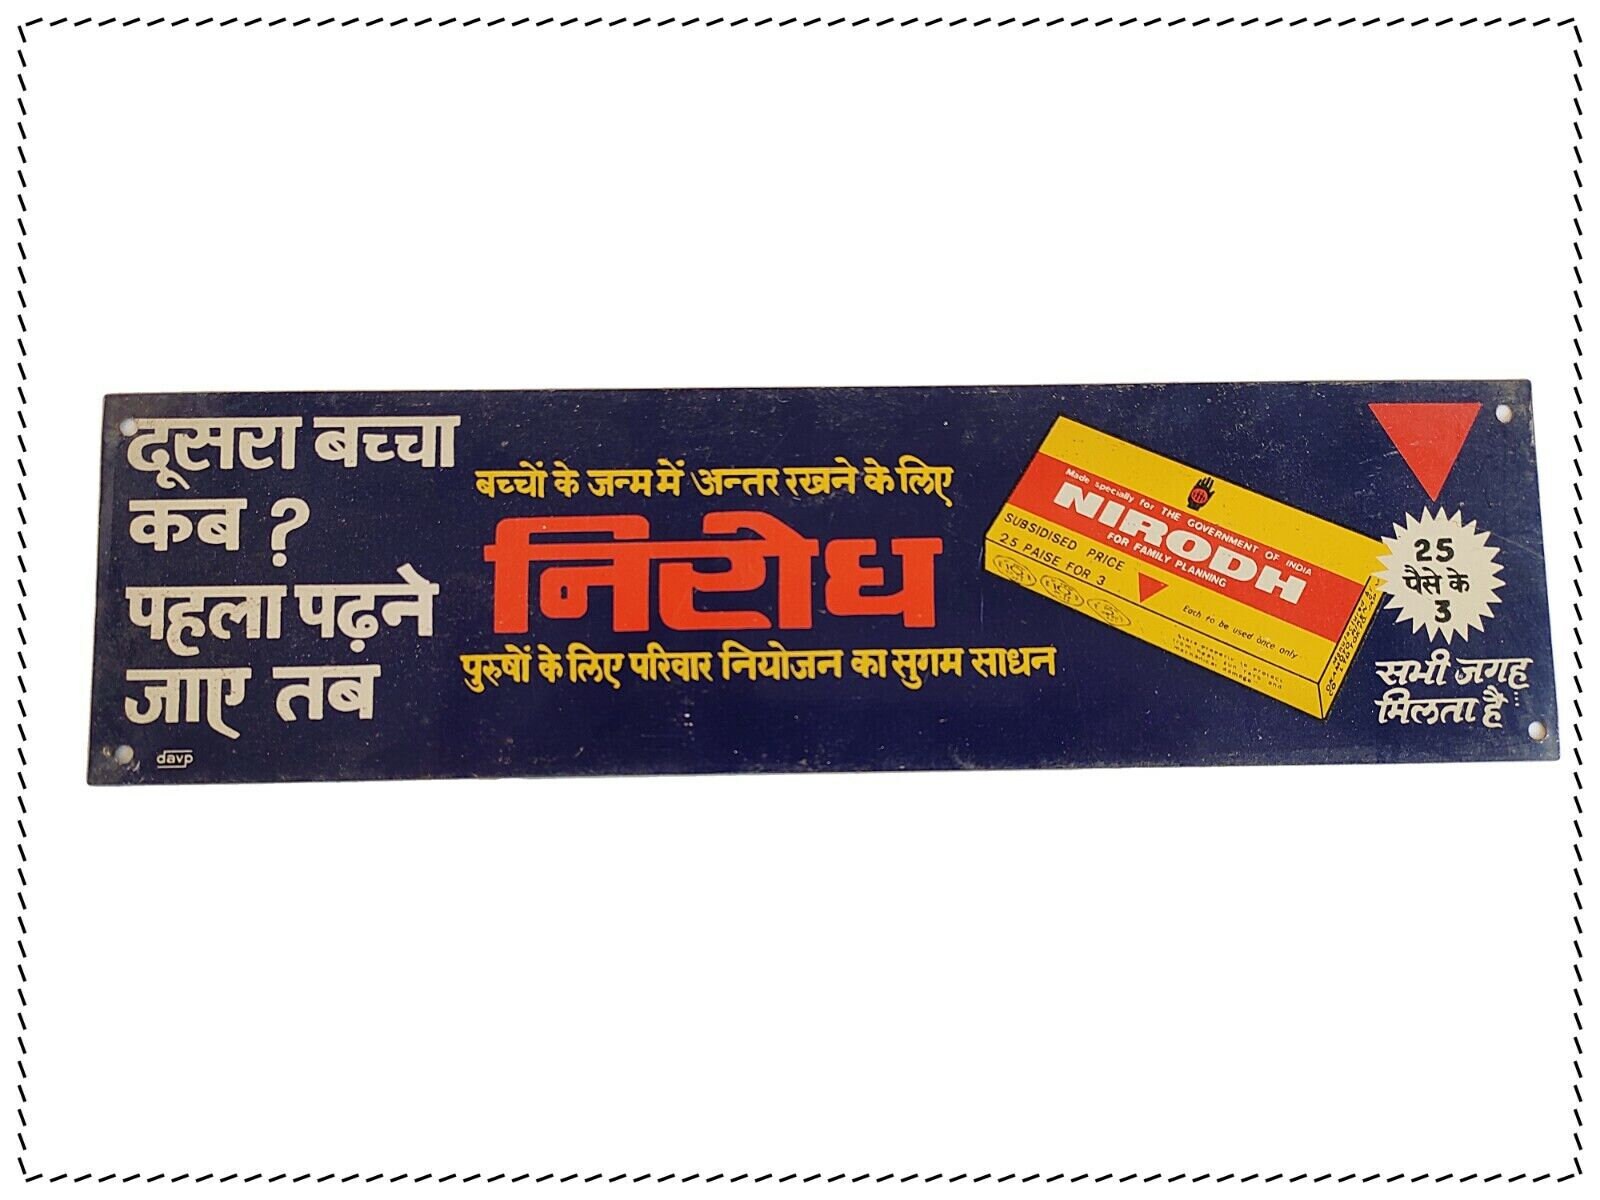 दूसरा बच्चा
कब ?
पहला पढ़ने
जाए तब
davp
बच्चों के जन्म में अन्तर रखने के लिए
निरोध
पुरुषों के लिए परिवार नियोजन का सुगम साधन
Made specially for THE GOVERNMENT OF INDIA
NIRODH
FOR FAMILY PLANNING
SUBSIDISED PRICE
25 PAISE FOR 3
Each to be used once only
25
पैसे के
3
सभी जगह
मिलता है